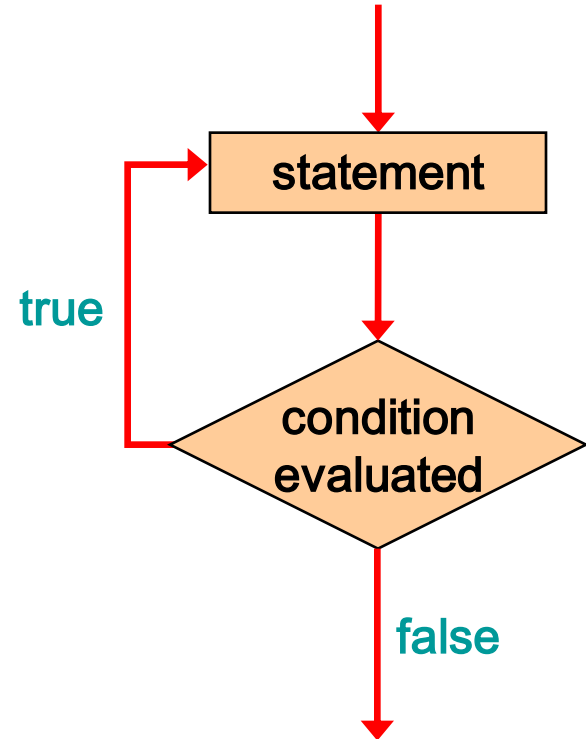 statement
true
condition
evaluated
false